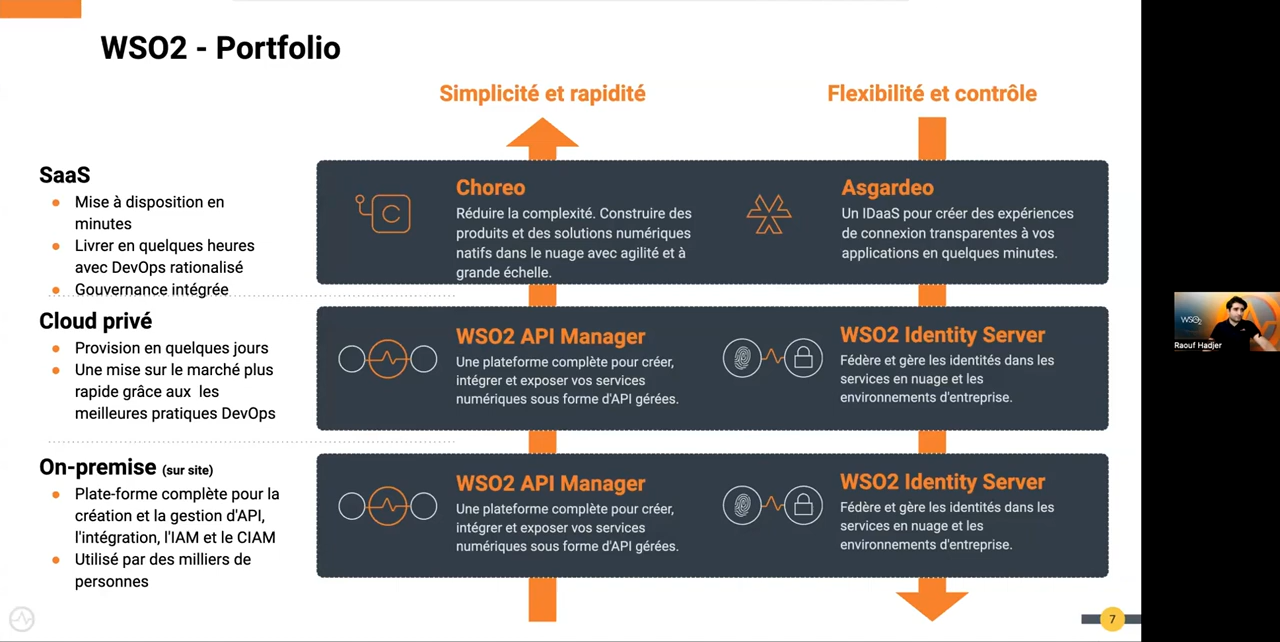 WSO2 - Portfolio
Simplicité et rapidité
Flexibilité et contrôle
SaaS
Mise à disposition en
minutes
Livrer en quelques heures
avec DevOps rationalisé
Gouvernance intégrée
C
Choreo
Réduire la complexité. Construire des
produits et des solutions numériques
natifs dans le nuage avec agilité et à
grande échelle.
Asgardeo
Un IDaaS pour créer des expériences
de connexion transparentes à vos
applications en quelques minutes.
Cloud privé
Provision en quelques jours
Une mise sur le marché plus
rapide grâce aux les
meilleures pratiques DevOps
WSO2 API Manager
Une plateforme complète pour créer,
intégrer et exposer vos services
numériques sous forme d'API gérées.
WSO2 Identity Server
Fédère et gère les identités dans les
services en nuage et les
environnements d'entreprise.
On-premise (sur site)
Plate-forme complète pour la
création et la gestion d'API,
l'intégration, l'IAM et le CIAM
Utilisé par des milliers de
personnes
WSO2 API Manager
Une plateforme complète pour créer,
intégrer et exposer vos services
numériques sous forme d'API gérées.
WSO2 Identity Server
Fédère et gère les identités dans les
services en nuage et les
environnements d'entreprise.
7
WSO2
Raouf Hadjer